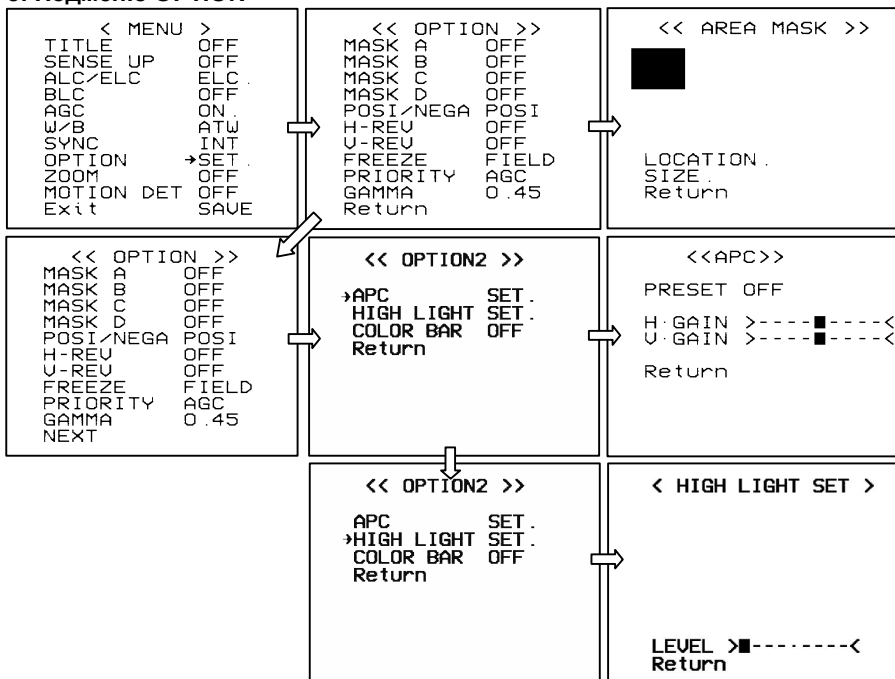 < MENU >
TITLE OFF
SENSE UP OFF
ALC/ELC ELC.
BLC OFF
AGC ON.
W/B ATW
SYNC INT
OPTION →SET.
ZOOM OFF
MOTION DET OFF
Exit SAVE
<< OPTION >>
MASK A OFF
MASK B OFF
MASK C OFF
MASK D OFF
POSI/NEGA POSI
H-REV OFF
V-REV OFF
FREEZE FIELD
PRIORITY AGC
GAMMA 0.45
Return
<< AREA MASK >>
LOCATION.
SIZE.
Return
<< OPTION >>
MASK A OFF
MASK B OFF
MASK C OFF
MASK D OFF
POSI/NEGA POSI
H-REV OFF
V-REV OFF
FREEZE FIELD
PRIORITY AGC
GAMMA 0.45
NEXT
<< OPTION2 >>
→APC SET.
HIGH LIGHT SET.
COLOR BAR OFF
Return
<<APC>>
PRESET OFF
H·GAIN >----■----<
V·GAIN >----■----<
Return
<< OPTION2 >>
APC SET.
→HIGH LIGHT SET.
COLOR BAR OFF
Return
< HIGH LIGHT SET >
LEVEL >■--------<
Return